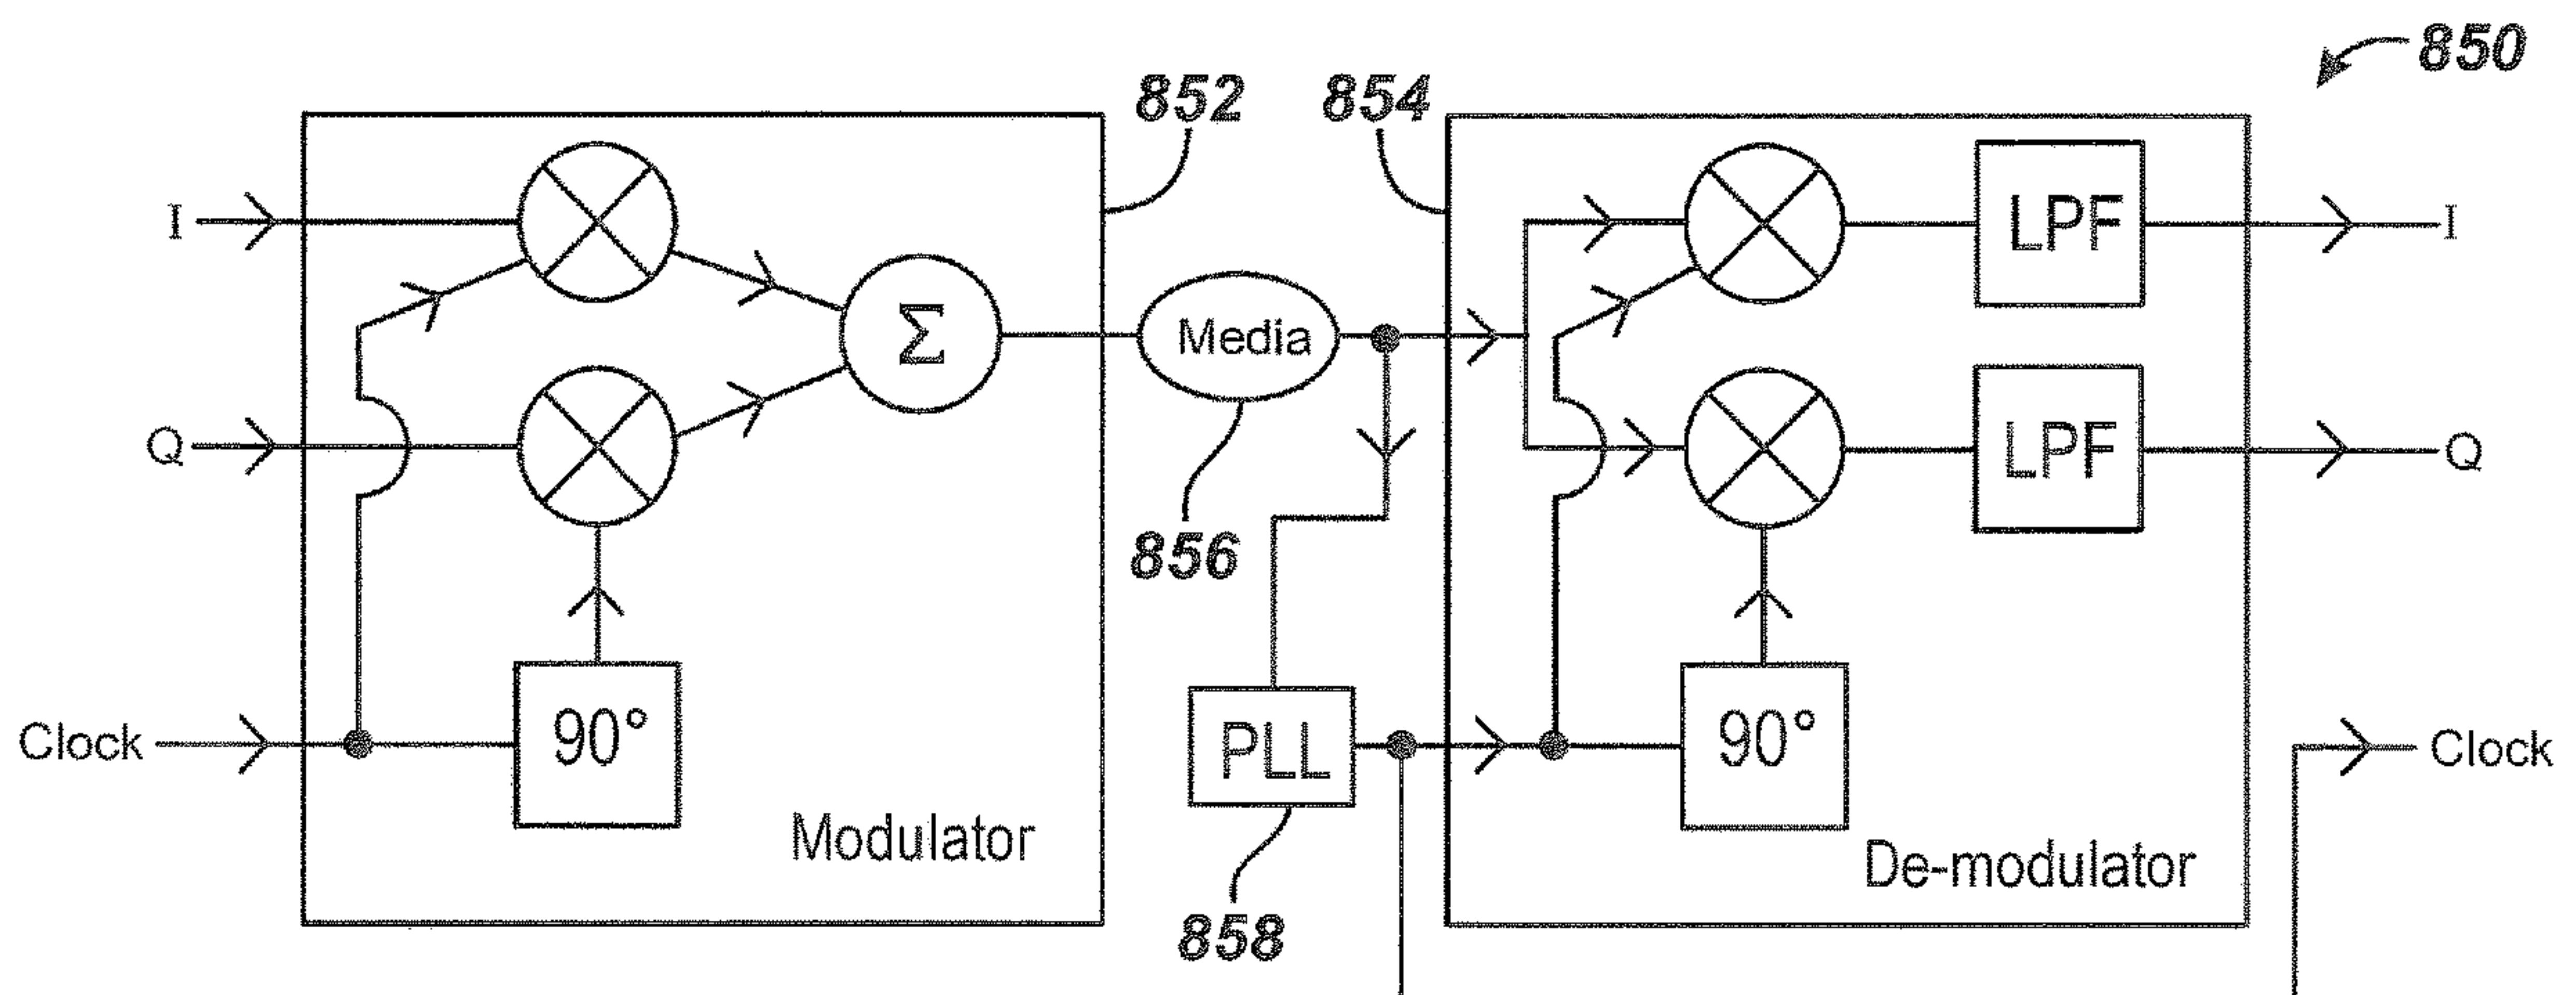 850
852
854
I
LPF
I
Σ
Media
Q
LPF
Q
856
Clock
90°
PLL
90°
Clock
Modulator
De-modulator
858